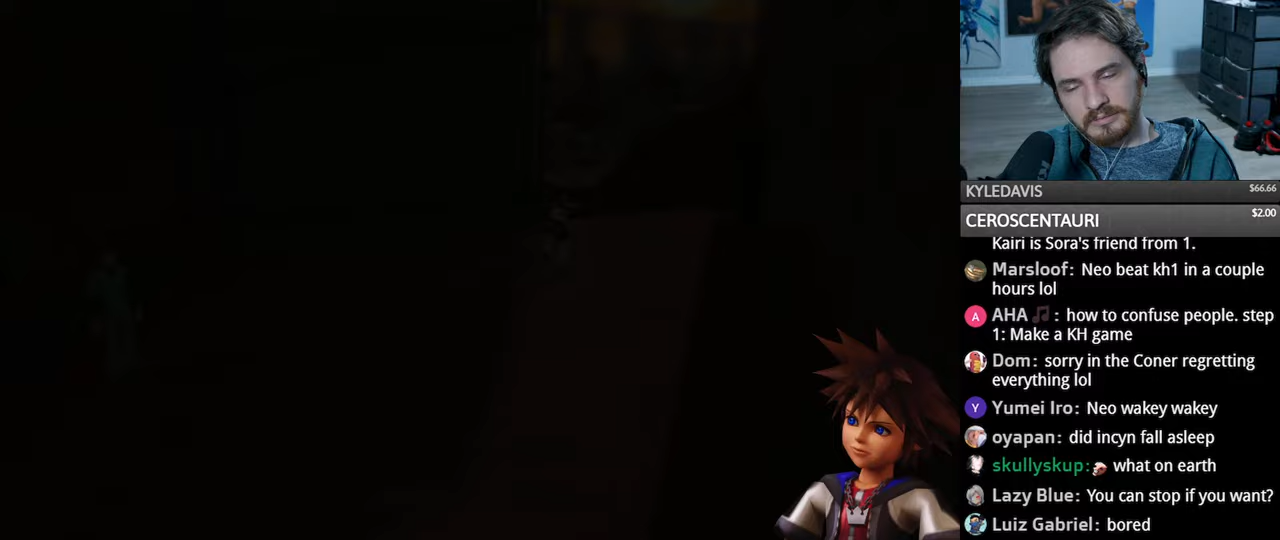 KYLEDAVIS $66.66
CEROSCENTAURI $2.00
Kairi is Sora's friend from 1.
Marsloof: Neo beat kh1 in a couple
hours lol
A AHA🎵: how to confuse people. step
1: Make a KH game
Dom: sorry in the Coner regretting
everything lol
Y Yumei Iro: Neo wakey wakey
oyapan: did incyn fall asleep
skullyskup: what on earth
Lazy Blue: You can stop if you want?
Luiz Gabriel: bored